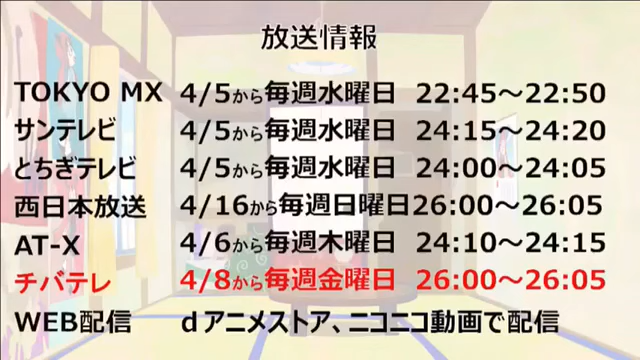 放送情報
TOKYO MX 4/5から毎週水曜日 22:45～22:50
サンテレビ 4/5から毎週水曜日 24:15～24:20
とちぎテレビ 4/5から毎週水曜日 24:00～24:05
西日本放送 4/16から毎週日曜日26:00～26:05
AT-X 4/6から毎週木曜日 24:10～24:15
チバテレ 4/8から毎週金曜日 26:00～26:05
WEB配信 dアニメストア、ニコニコ動画で配信